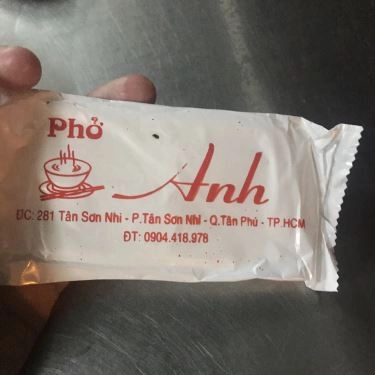 Phở
Anh
ĐC: 281 Tân Sơn Nhì - P.Tân Sơn Nhì - Q.Tân Phú - TP.HCM
ĐT: 0904.418.978